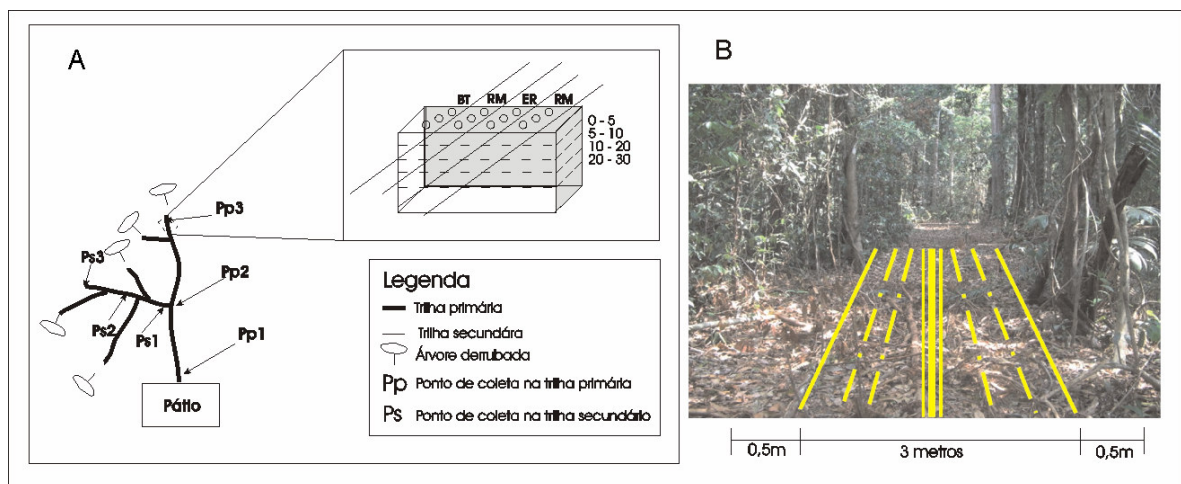 A
BT RM ER RM
0 - 5
5 - 10
10 - 20
20 - 30
Pp3
Ps3
Pp2
Ps2
Ps1
Pp1
Pátio
Legenda
Trilha primária
Trilha secundára
Árvore derrubada
Pp Ponto de coleta na trilha primária
Ps Ponto de coleta na trilha secundário
B
0,5m 3 metros 0,5m